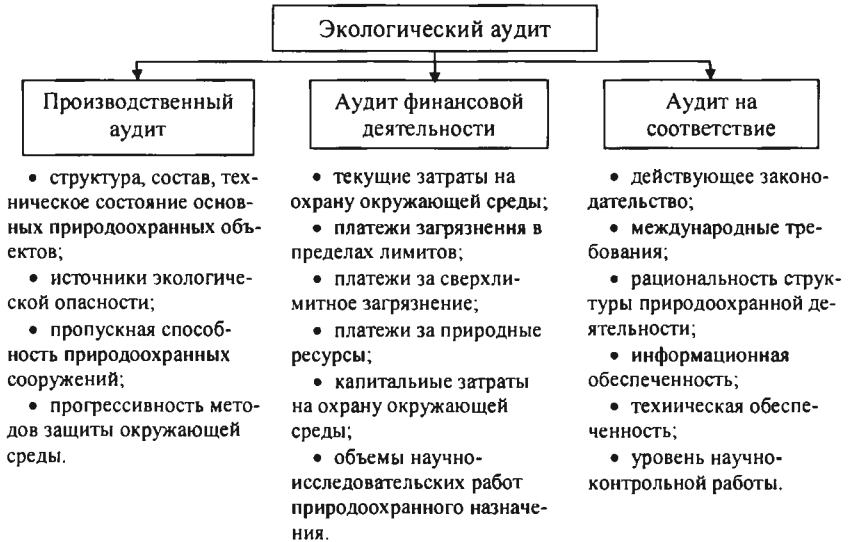 Экологический аудит
Производственный
аудит
• структура, состав, тех-
ническое состояние основ-
ных природоохранных объ-
ектов;
• источники экологиче-
ской опасности;
• пропускная способ-
ность природоохранных
сооружений;
• прогрессивность мето-
дов защиты окружающей
среды.
Аудит финансовой
деятельности
• текущие затраты на
охрану окружающей среды;
• платежи загрязнення в
пределах лимитов;
• платежи за сверхли-
митное загрязнение;
• платежи за природные
ресурсы;
• капитальиые затраты
на охрану окружающей
среды;
• объемы научно-
исследовательских работ
природоохранного назначе-
ния.
Аудит на
соответствие
• действующее законо-
дательство;
• международные тре-
бования;
• рациональность струк-
туры природоохранной де-
ятельности;
• информационная
обеспеченность;
• техиическая обеспе-
ченность;
• уровень научно-
контрольной работы.